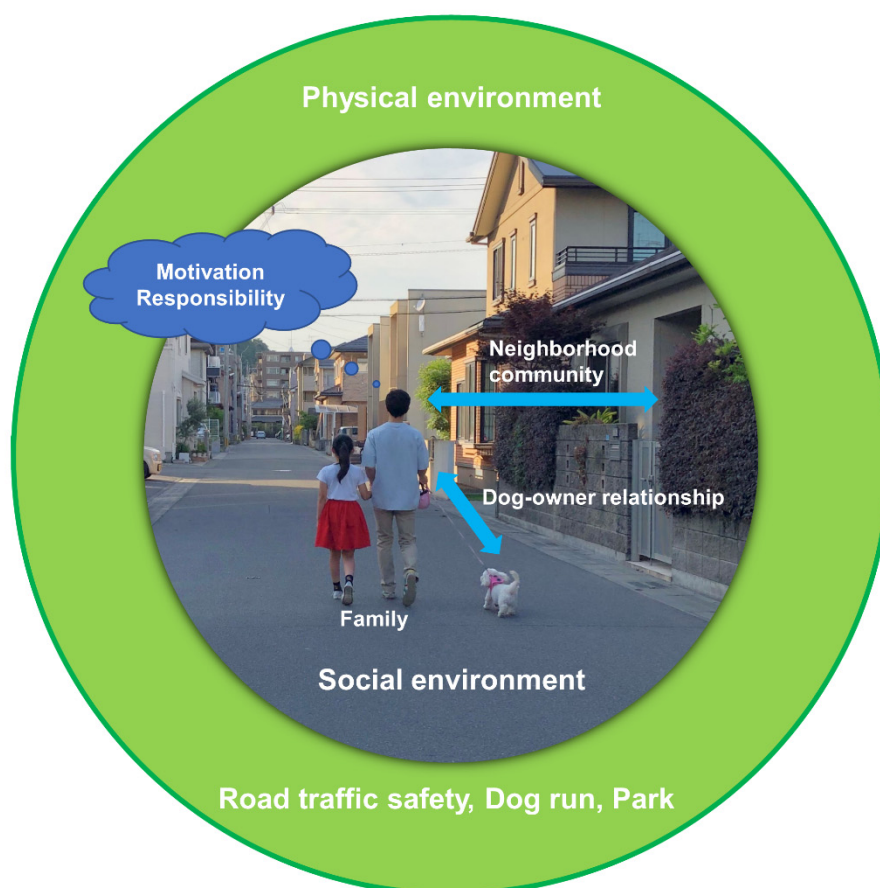 Physical environment
Motivation
Responsibility
Neighborhood
community
Dog-owner relationship
Family
Social environment
Road traffic safety, Dog run, Park